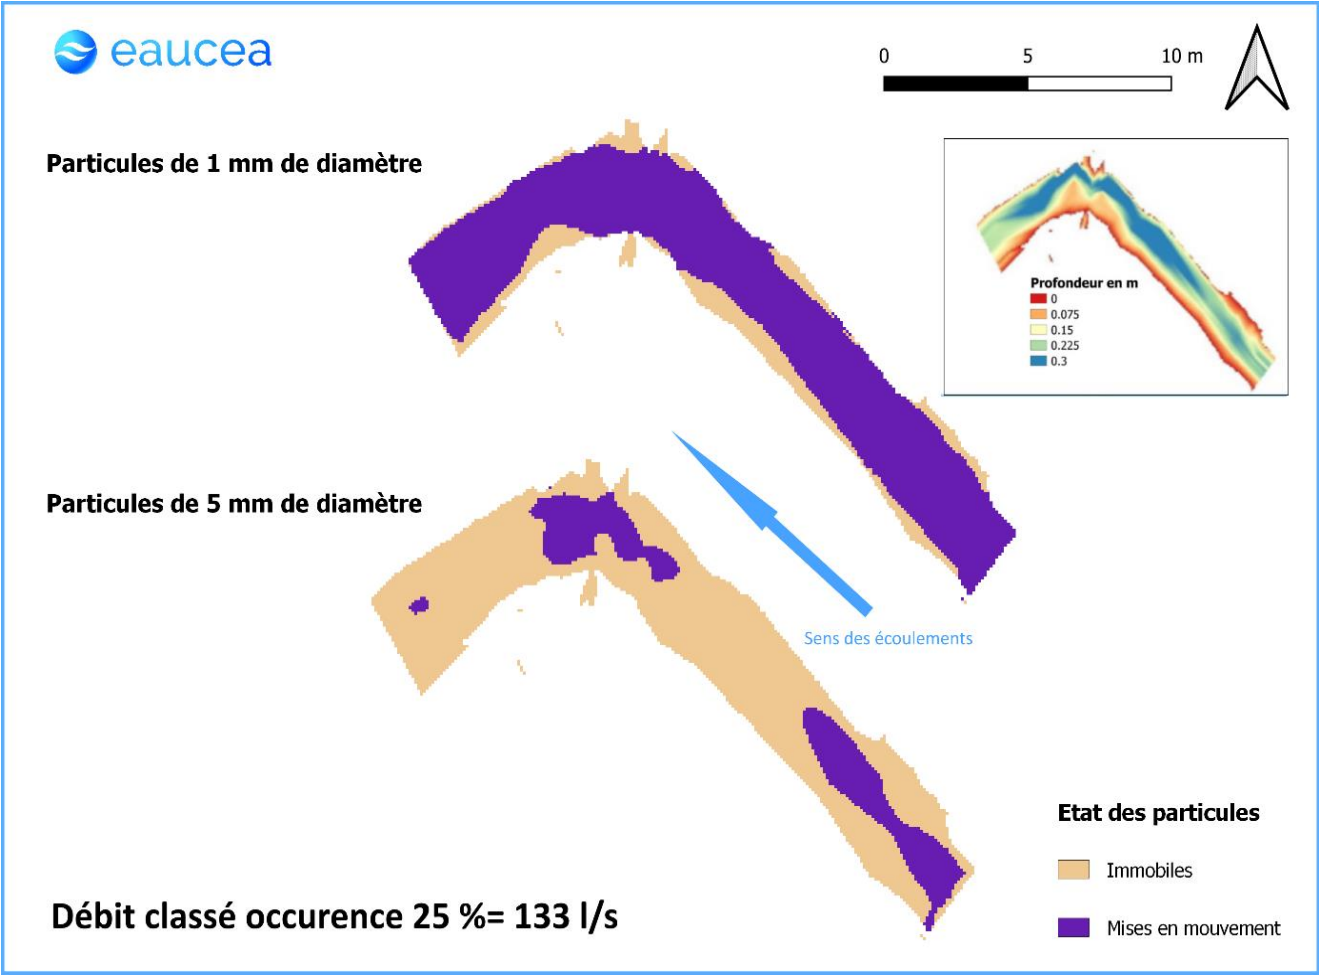 eaucea
0 5 10 m
Particules de 1 mm de diamètre
Profondeur en m
0
0.075
0.15
0.225
0.3
Particules de 5 mm de diamètre
Sens des écoulements
Etat des particules
Immobiles
Mises en mouvement
Débit classé occurence 25 %= 133 l/s